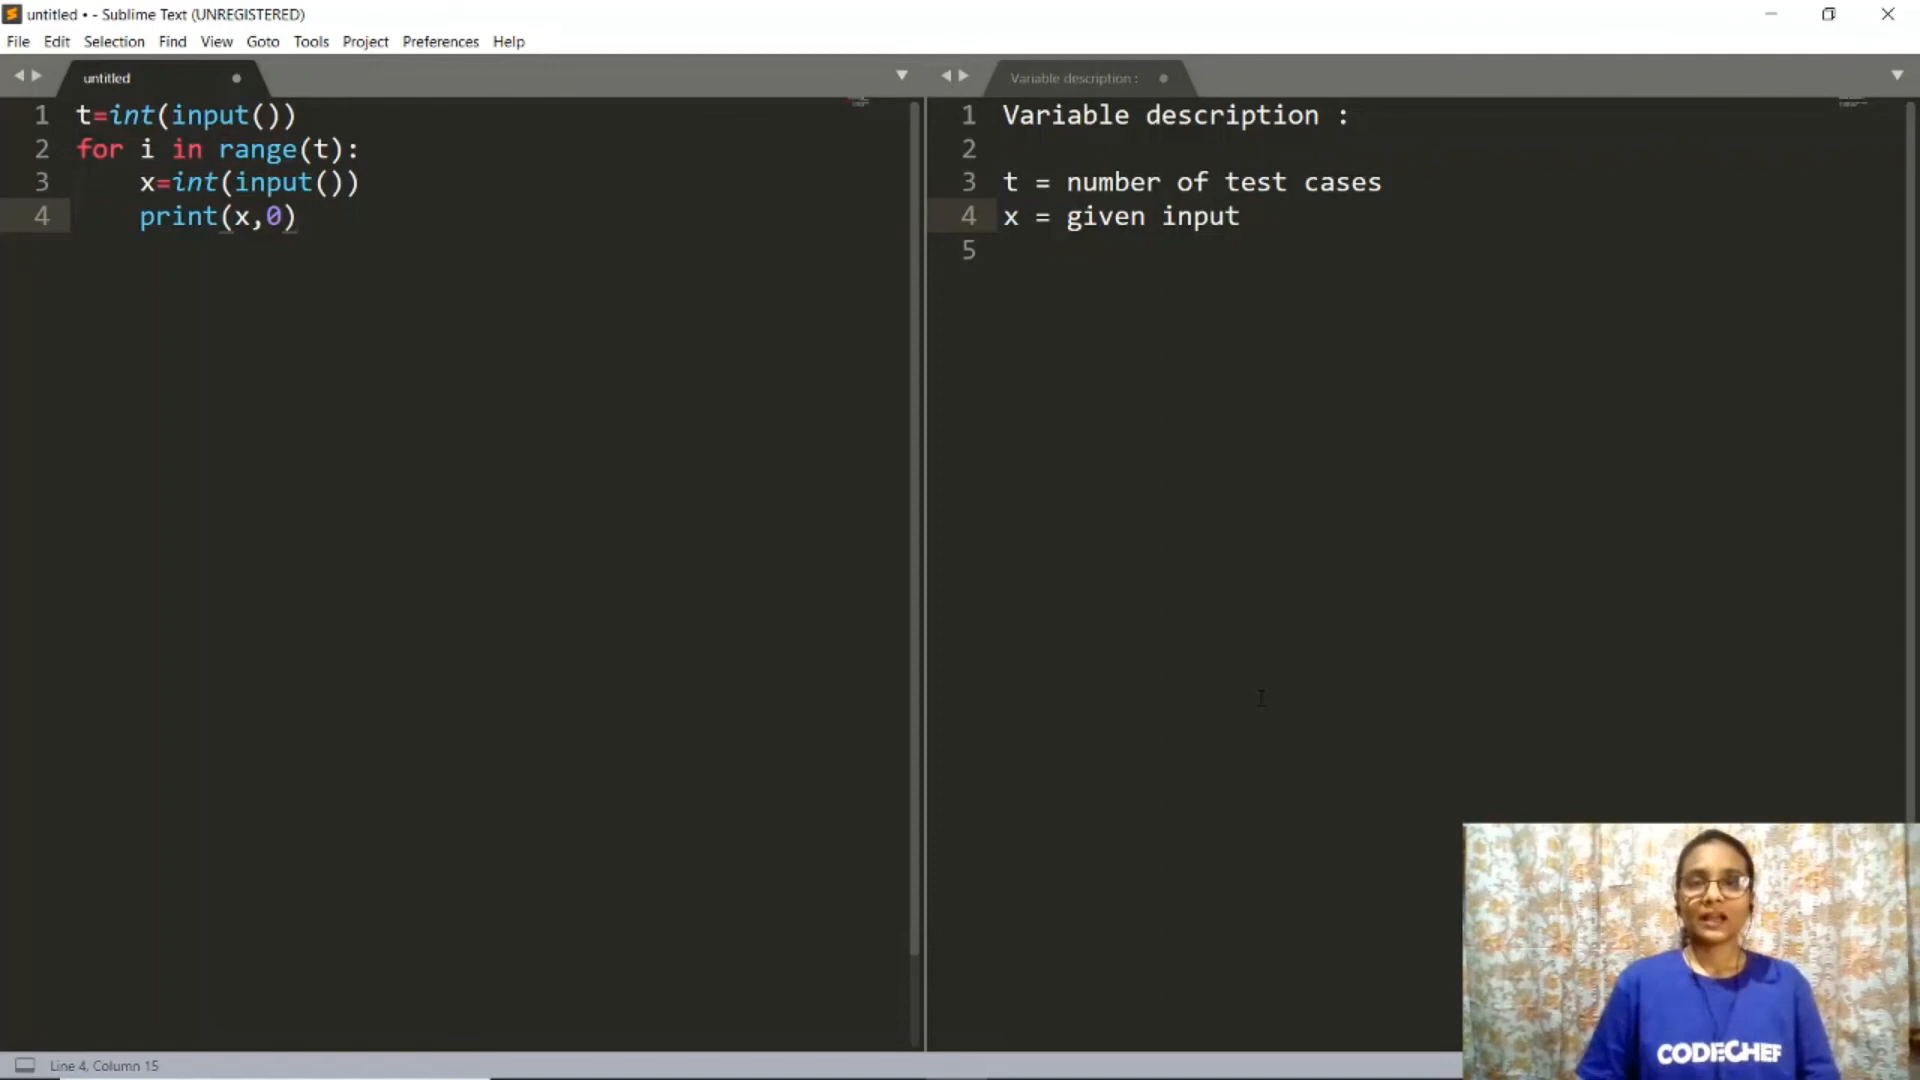 untitled • - Sublime Text (UNREGISTERED)
File Edit Selection Find View Goto Tools Project Preferences Help
untitled
1 t=int(input())
2 for i in range(t):
3 x=int(input())
4 print(x,0)
Variable description :
1 Variable description :
2
3 t = number of test cases
4 x = given input
5
CODECHEF
Line 4, Column 15